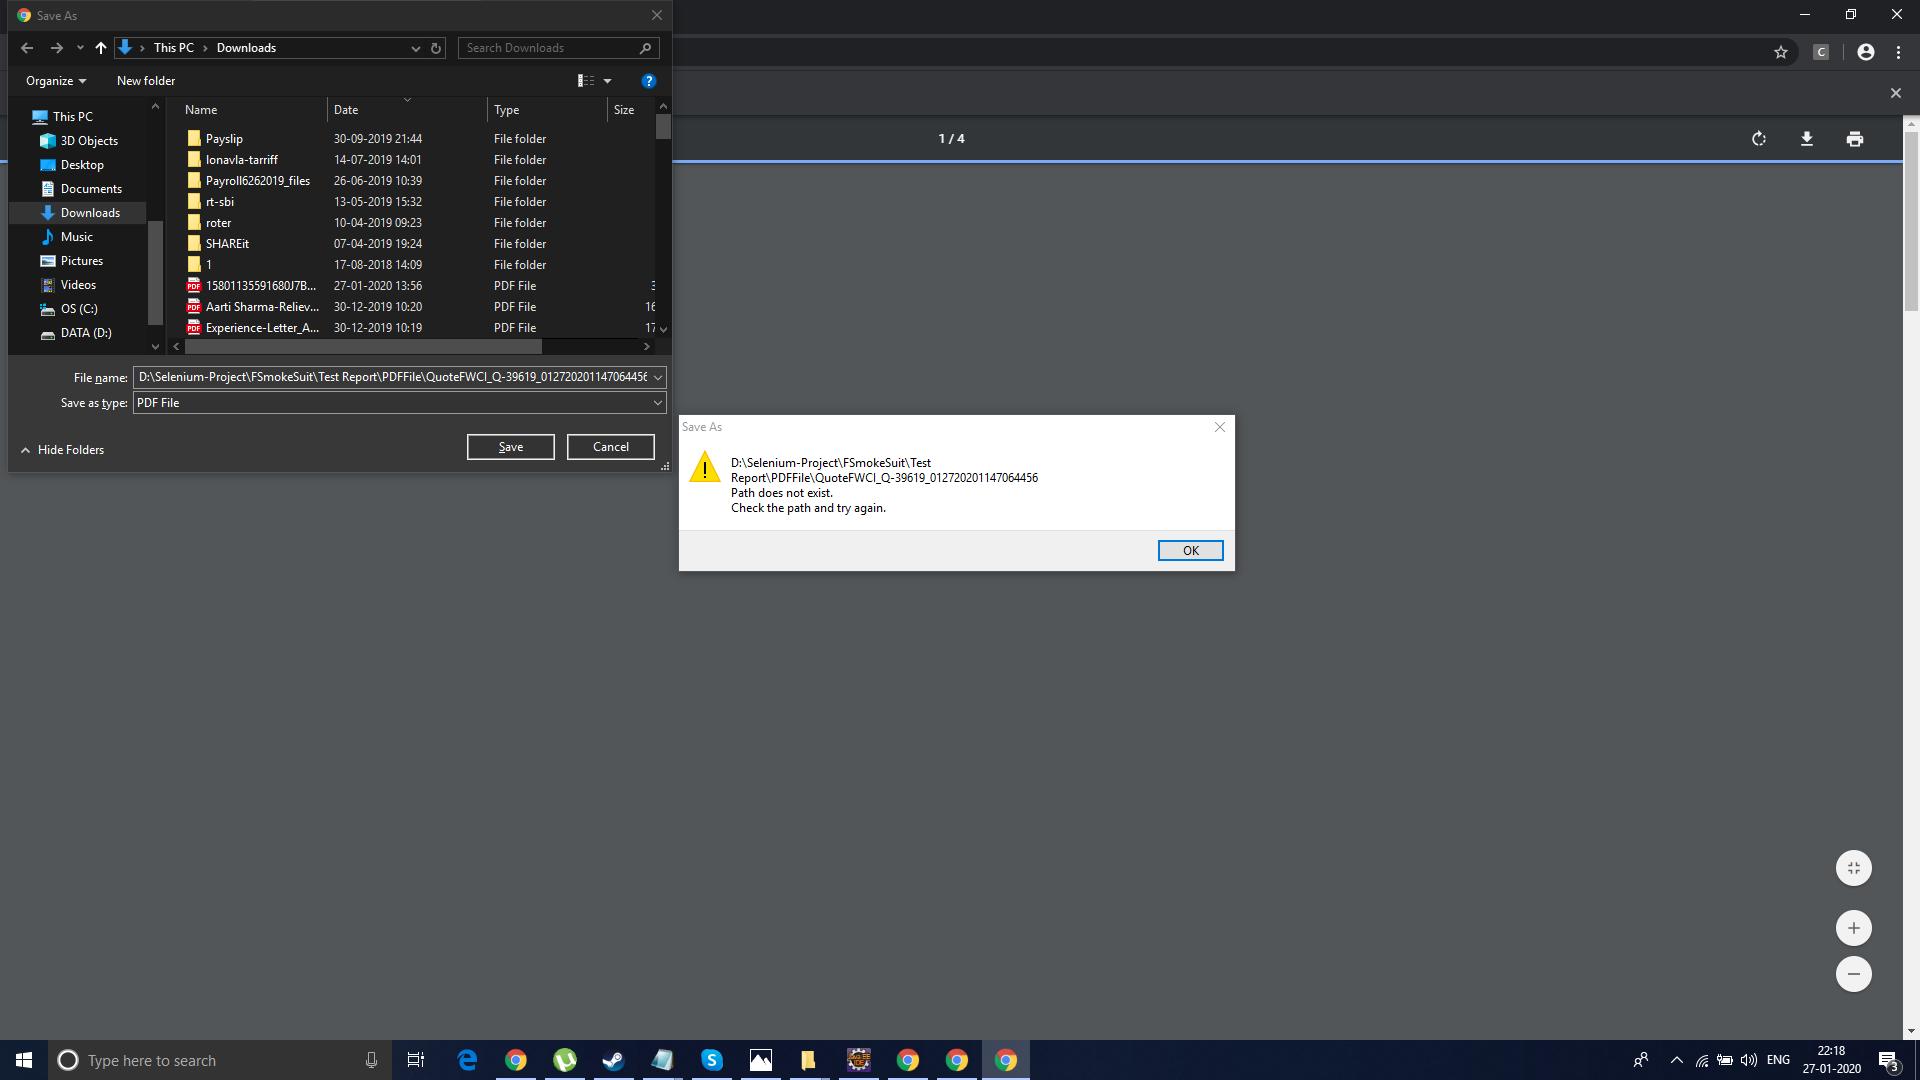 Save As
This PC > Downloads
Search Downloads
Organize
New folder
?
Name Date Type Size
This PC
3D Objects
Desktop
Documents
Downloads
Music
Pictures
Videos
OS (C:)
DATA (D:)
Payslip 30-09-2019 21:44 File folder
lonavla-tarriff 14-07-2019 14:01 File folder
Payroll6262019_files 26-06-2019 10:39 File folder
rt-sbi 13-05-2019 15:32 File folder
roter 10-04-2019 09:23 File folder
SHAREit 07-04-2019 19:24 File folder
1 17-08-2018 14:09 File folder
15801135591680J7B... 27-01-2020 13:56 PDF File 3
Aarti Sharma-Reliev... 30-12-2019 10:20 PDF File 16
Experience-Letter_A... 30-12-2019 10:19 PDF File 17
File name: D:\Selenium-Project\FSmokeSuit\Test Report\PDFFile\QuoteFWCI_Q-39619_012720201147064456
Save as type: PDF File
Hide Folders
Save
Cancel
C
1 / 4
Save As
D:\Selenium-Project\FSmokeSuit\Test
Report\PDFFile\QuoteFWCI_Q-39619_012720201147064456
Path does not exist.
Check the path and try again.
OK
Type here to search
ENG
22:18
27-01-2020
3